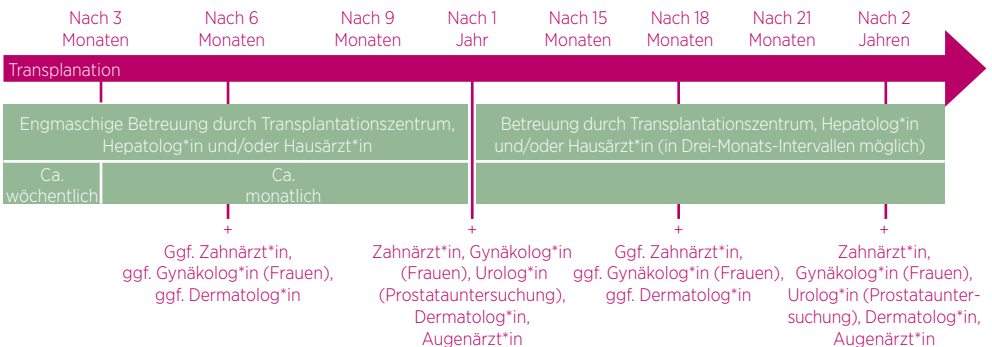 Nach 3
Monaten
Nach 6
Monaten
Nach 9
Monaten
Nach 1
Jahr
Nach 15
Monaten
Nach 18
Monaten
Nach 21
Monaten
Nach 2
Jahren
Transplanation
Engmaschige Betreuung durch Transplantationszentrum,
Hepatolog*in und/oder Hausärzt*in
Betreuung durch Transplantationszentrum, Hepatolog*in
und/oder Hausärzt*in (in Drei-Monats-Intervallen möglich)
Ca.
wöchentlich
Ca.
monatlich
+
Ggf. Zahnärzt*in,
ggf. Gynäkolog*in (Frauen),
ggf. Dermatolog*in
+
Zahnärzt*in, Gynäkolog*in
(Frauen), Urolog*in
(Prostatauntersuchung),
Dermatolog*in,
Augenärzt*in
+
Ggf. Zahnärzt*in,
ggf. Gynäkolog*in (Frauen),
ggf. Dermatolog*in
+
Zahnärzt*in,
Gynäkolog*in (Frauen),
Urolog*in (Prostataunter-
suchung), Dermatolog*in,
Augenärzt*in